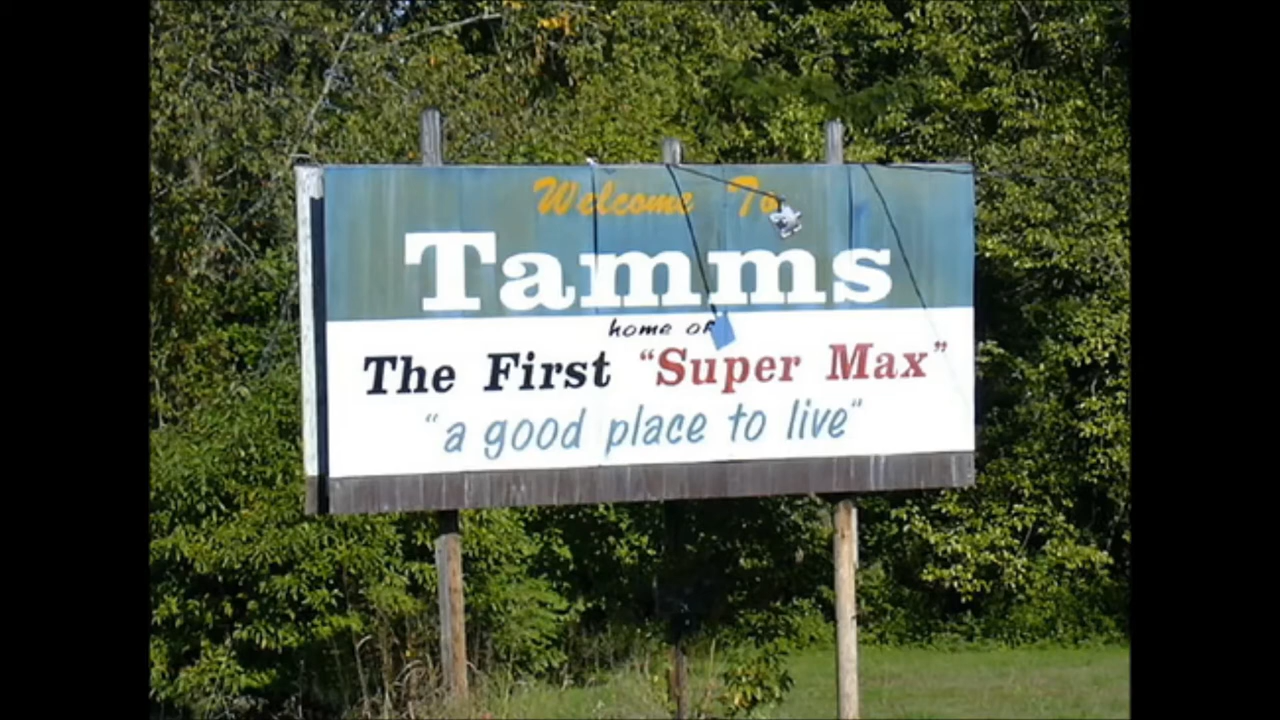 Welcome To
Tamms
home of
The First "Super Max"
"a good place to live"